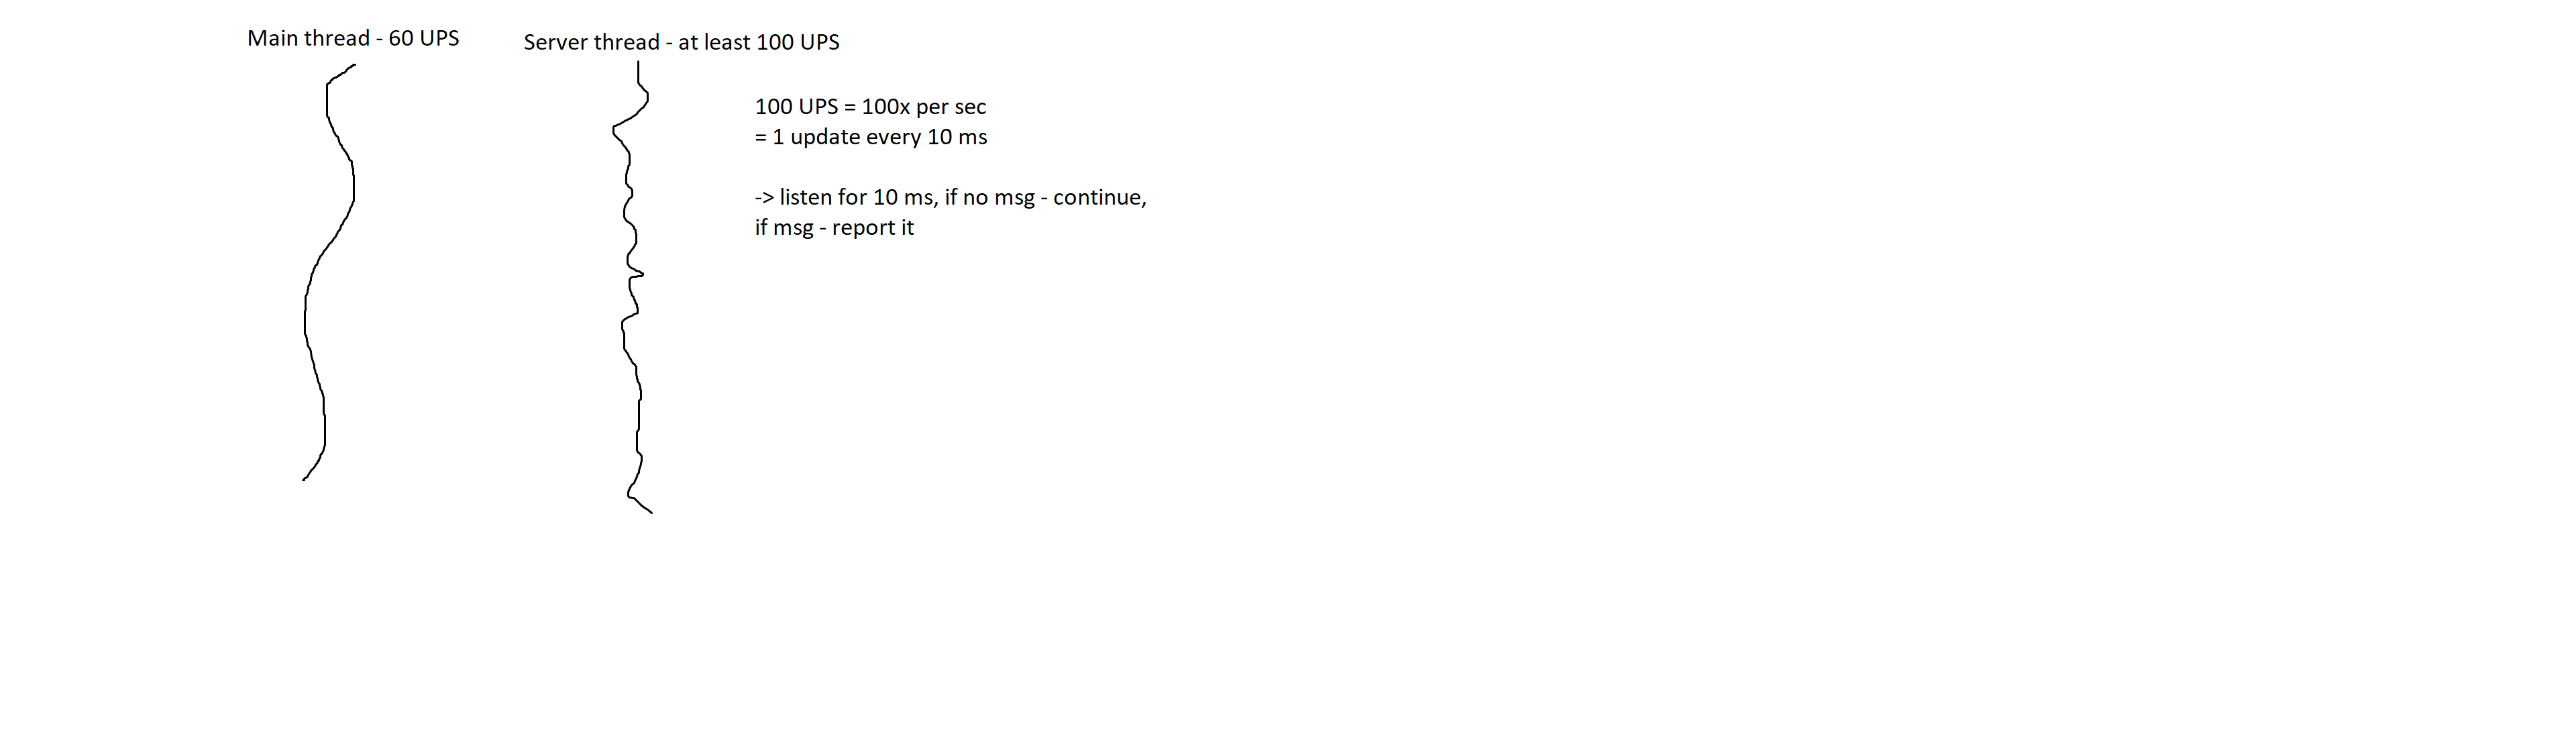 Main thread - 60 UPS
Server thread - at least 100 UPS
100 UPS = 100x per sec
= 1 update every 10 ms
-> listen for 10 ms, if no msg - continue,
if msg - report it